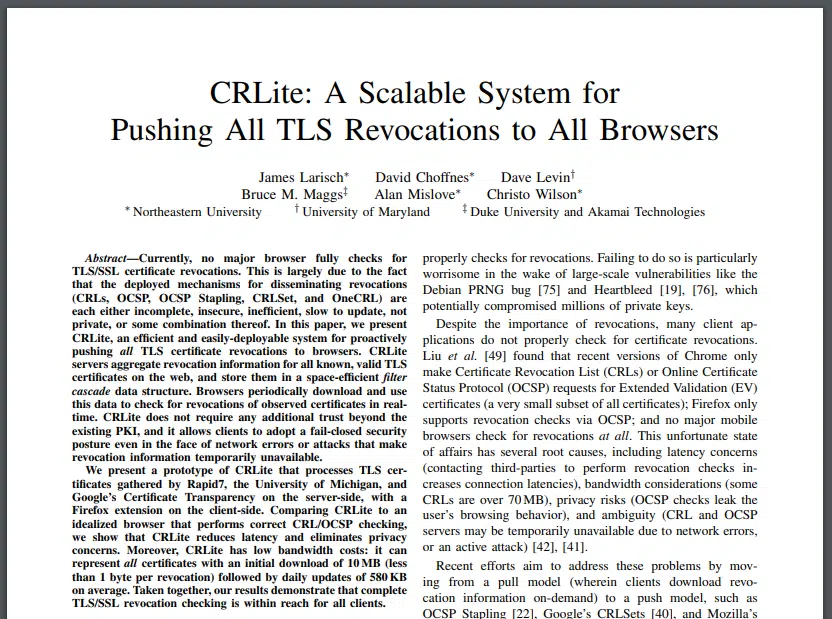 CRLite: A Scalable System for
Pushing All TLS Revocations to All Browsers
James Larisch* David Choffnes* Dave Levin†
Bruce M. Maggs‡ Alan Mislove* Christo Wilson*
*Northeastern University †University of Maryland ‡Duke University and Akamai Technologies
Abstract—Currently, no major browser fully checks for
TLS/SSL certificate revocations. This is largely due to the fact
that the deployed mechanisms for disseminating revocations
(CRLs, OCSP, OCSP Stapling, CRLSet, and OneCRL) are
each either incomplete, insecure, inefficient, slow to update, not
private, or some combination thereof. In this paper, we present
CRLite, an efficient and easily-deployable system for proactively
pushing all TLS certificate revocations to browsers. CRLite
servers aggregate revocation information for all known, valid TLS
certificates on the web, and store them in a space-efficient filter
cascade data structure. Browsers periodically download and use
this data to check for revocations of observed certificates in real-
time. CRLite does not require any additional trust beyond the
existing PKI, and it allows clients to adopt a fail-closed security
posture even in the face of network errors or attacks that make
revocation information temporarily unavailable.
We present a prototype of CRLite that processes TLS cer-
tificates gathered by Rapid7, the University of Michigan, and
Google's Certificate Transparency on the server-side, with a
Firefox extension on the client-side. Comparing CRLite to an
idealized browser that performs correct CRL/OCSP checking,
we show that CRLite reduces latency and eliminates privacy
concerns. Moreover, CRLite has low bandwidth costs: it can
represent all certificates with an initial download of 10 MB (less
than 1 byte per revocation) followed by daily updates of 580 KB
on average. Taken together, our results demonstrate that complete
TLS/SSL revocation checking is within reach for all clients.
properly checks for revocations. Failing to do so is particularly
worrisome in the wake of large-scale vulnerabilities like the
Debian PRNG bug [75] and Heartbleed [19], [76], which
potentially compromised millions of private keys.
Despite the importance of revocations, many client ap-
plications do not properly check for certificate revocations.
Liu et al. [49] found that recent versions of Chrome only
make Certificate Revocation List (CRLs) or Online Certificate
Status Protocol (OCSP) requests for Extended Validation (EV)
certificates (a very small subset of all certificates); Firefox only
supports revocation checks via OCSP; and no major mobile
browsers check for revocations at all. This unfortunate state
of affairs has several root causes, including latency concerns
(contacting third-parties to perform revocation checks in-
creases connection latencies), bandwidth considerations (some
CRLs are over 70 MB), privacy risks (OCSP checks leak the
user's browsing behavior), and ambiguity (CRL and OCSP
servers may be temporarily unavailable due to network errors,
or an active attack) [42], [41].
Recent efforts aim to address these problems by mov-
ing from a pull model (wherein clients download revo-
cation information on-demand) to a push model, such as
OCSP Stapling [22], Google's CRLSets [40], and Mozilla's